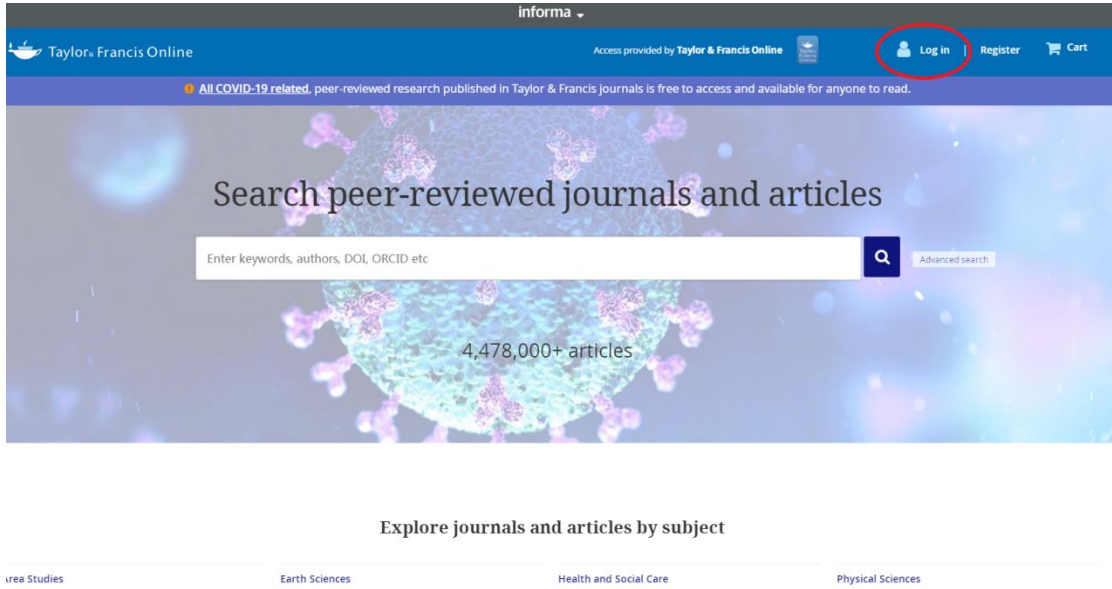 informa
Taylor & Francis Online
Access provided by Taylor & Francis Online
Log in | Register Cart
All COVID-19 related, peer-reviewed research published in Taylor & Francis journals is free to access and available for anyone to read.
Search peer-reviewed journals and articles
Enter keywords, authors, DOI, ORCID etc
Advanced search
4,478,000+ articles
Explore journals and articles by subject
Area Studies
Earth Sciences
Health and Social Care
Physical Sciences